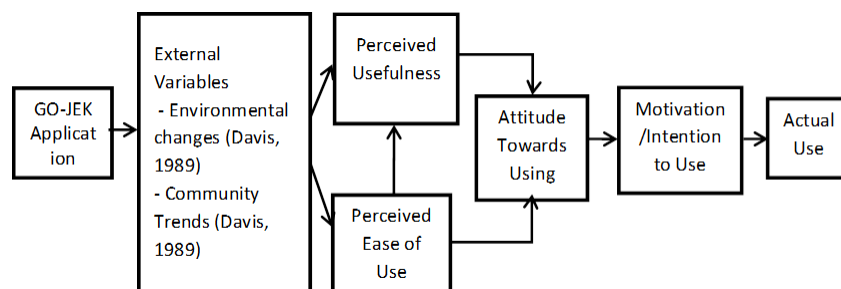 GO-JEK
Applicat
ion
External
Variables
- Environmental
changes (Davis,
1989)
- Community
Trends (Davis,
1989)
Perceived
Usefulness
Perceived
Ease of
Use
Attitude
Towards
Using
Motivation
/Intention
to Use
Actual
Use